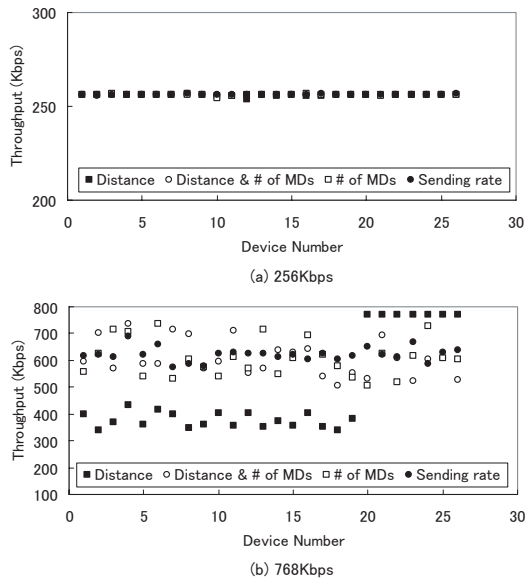 300
250
200
Throughput (Kbps)
■ Distance ○ Distance & # of MDs □ # of MDs ● Sending rate
0 5 10 15 20 25 30
Device Number
(a) 256Kbps
800
700
600
500
400
300
200
100
Throughput (Kbps)
■ Distance ○ Distance & # of MDs □ # of MDs ● Sending rate
0 5 10 15 20 25 30
Device Number
(b) 768Kbps